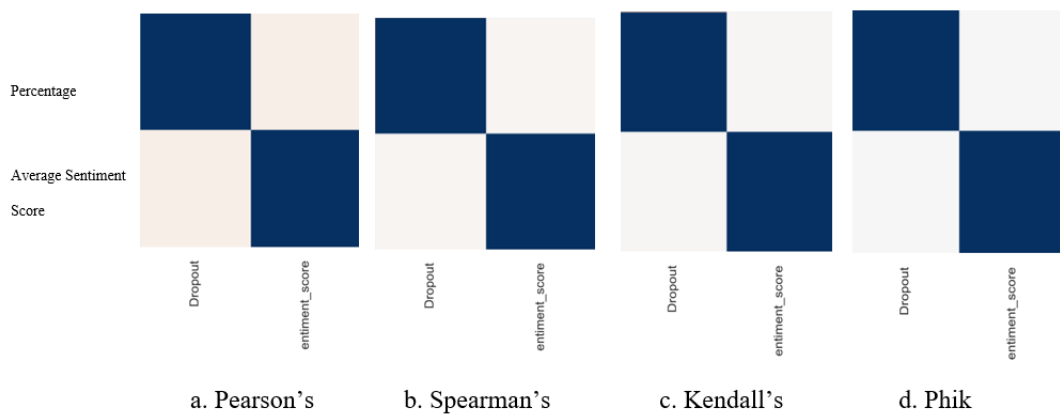 Percentage
Average Sentiment
Score
Dropout
entiment_score
Dropout
entiment_score
Dropout
entiment_score
Dropout
entiment_score
a. Pearson’s
b. Spearman’s
c. Kendall’s
d. Phik